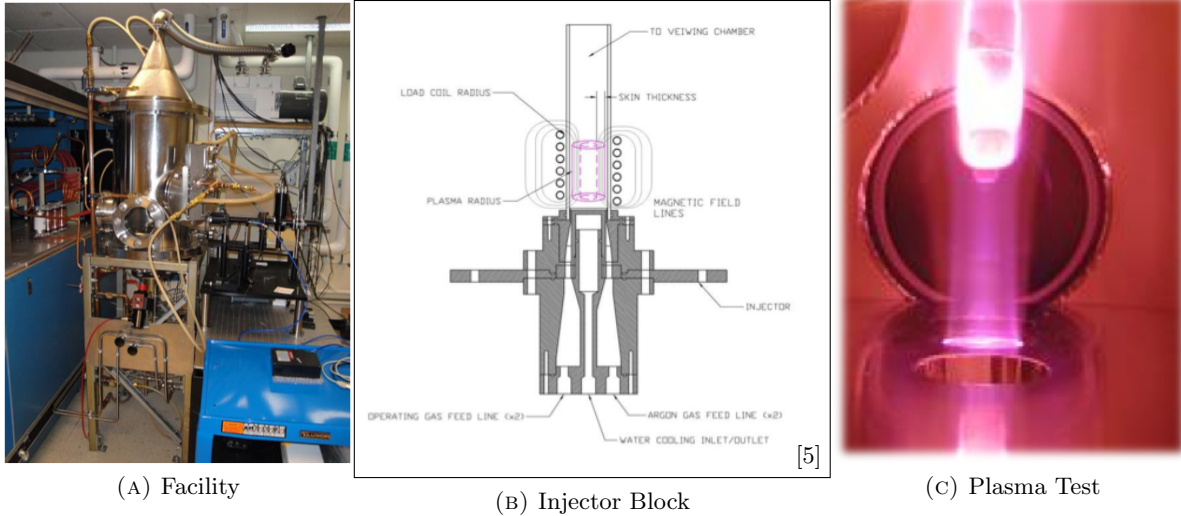 TO VEIWING CHAMBER
LOAD COIL RADIUS
SKIN THICKNESS
PLASMA RADIUS
MAGNETIC FIELD
LINES
INJECTOR
OPERATING GAS FEED LINE (x2)
ARGON GAS FEED LINE (x2)
WATER COOLING INLET/OUTLET
[5]
(A) Facility
(B) Injector Block
(C) Plasma Test